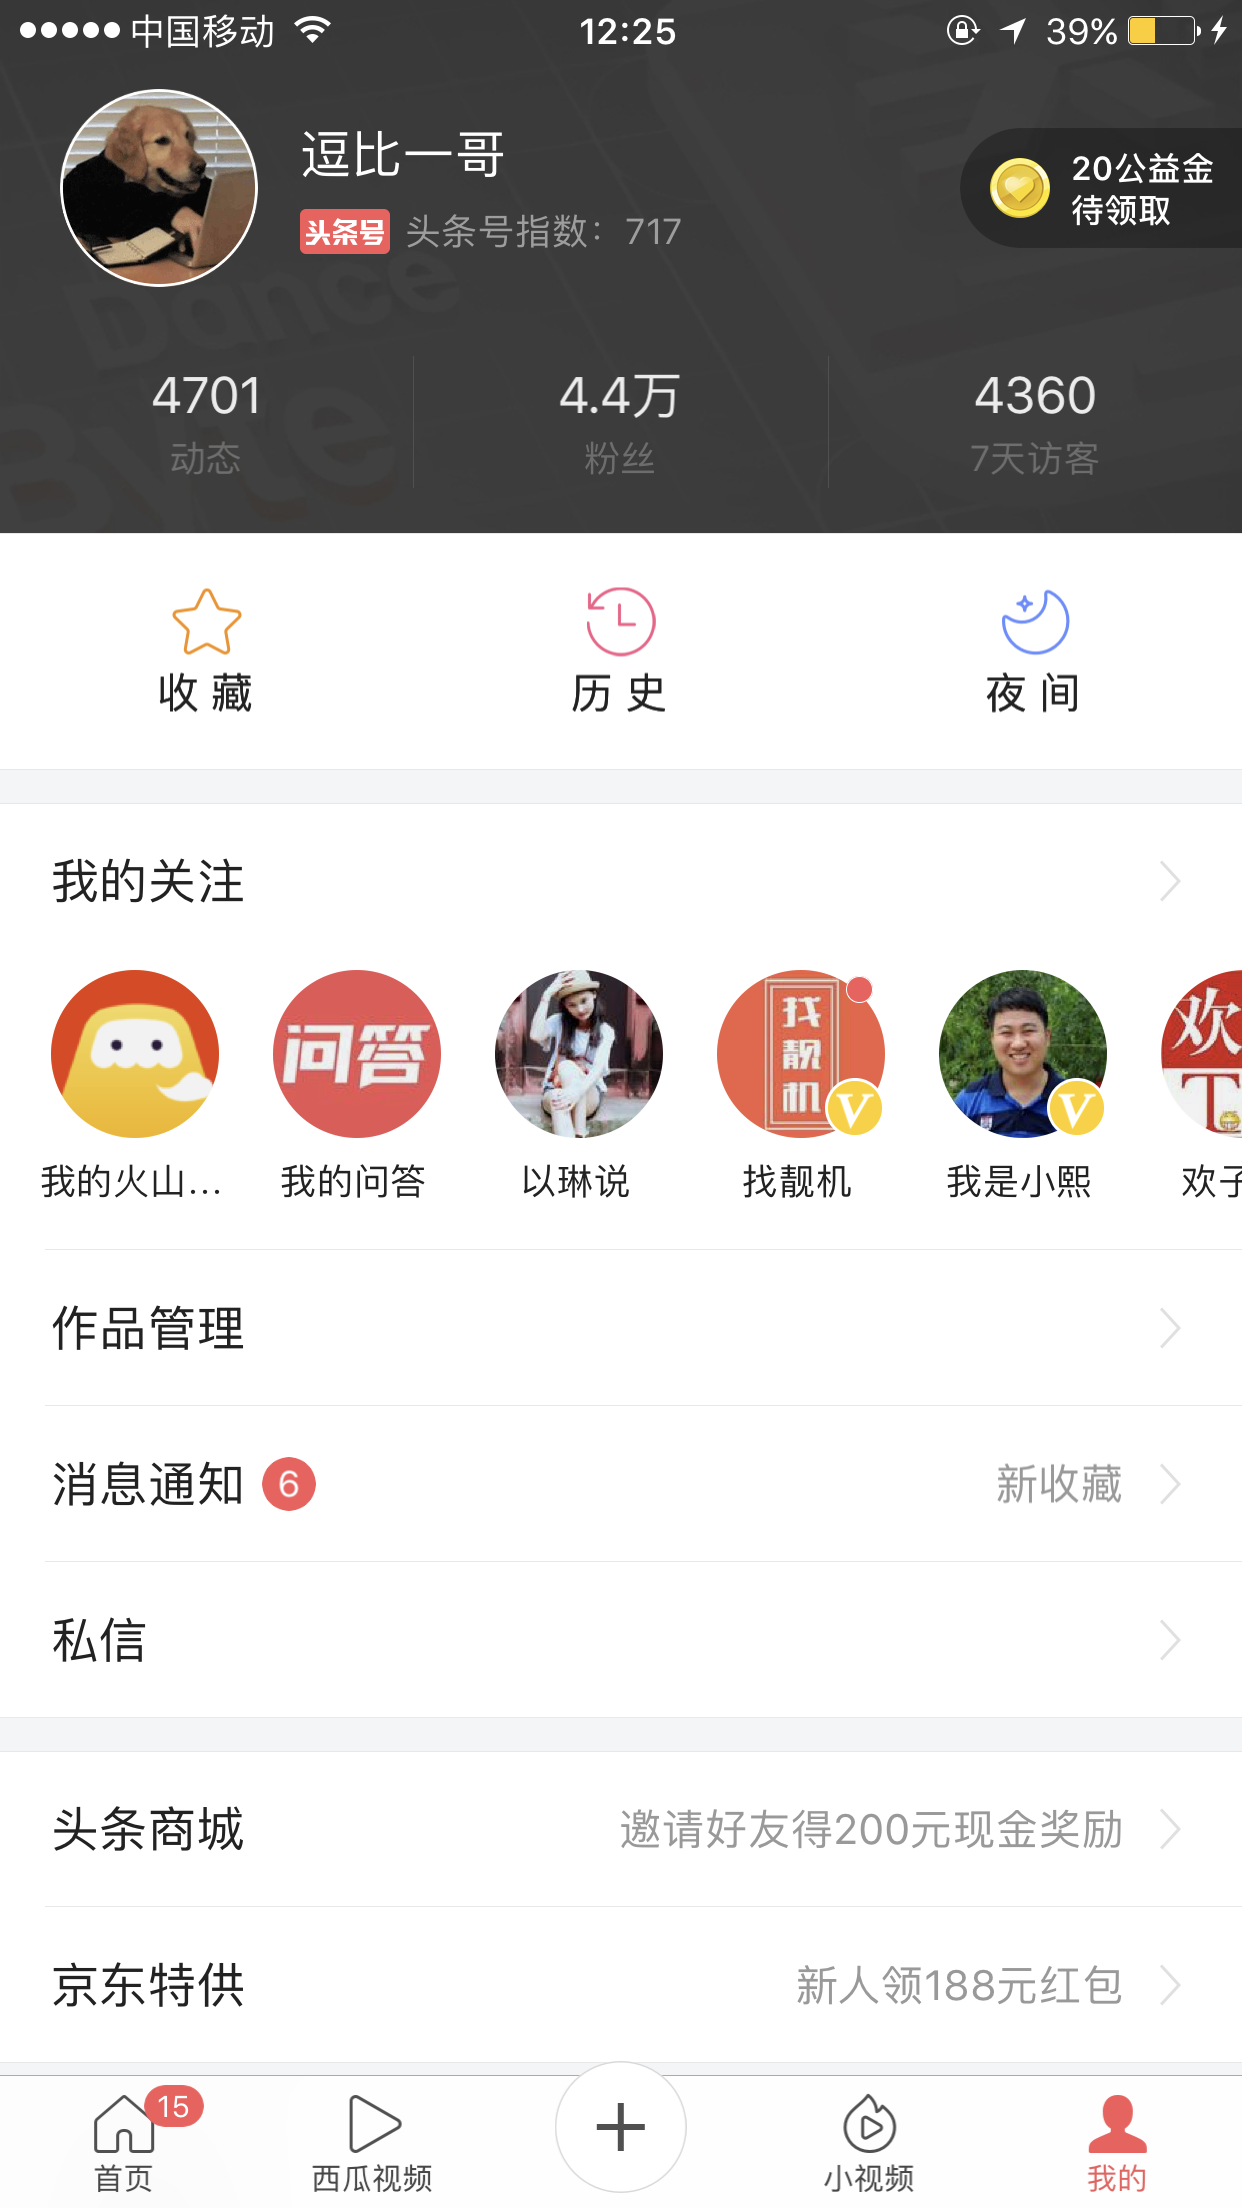 中国移动
12:25
39%
逗比一哥
20公益金
待领取
头条号 头条号指数：717
Dance
Byte
4701
动态
4.4万
粉丝
4360
7天访客
收藏
历史
夜间
我的关注
问答
找靓机
V
V
欢
T
我的火山...
我的问答
以琳说
找靓机
我是小熙
欢子
作品管理
消息通知 6
新收藏
私信
头条商城
邀请好友得200元现金奖励
京东特供
新人领188元红包
15
首页
西瓜视频
小视频
我的